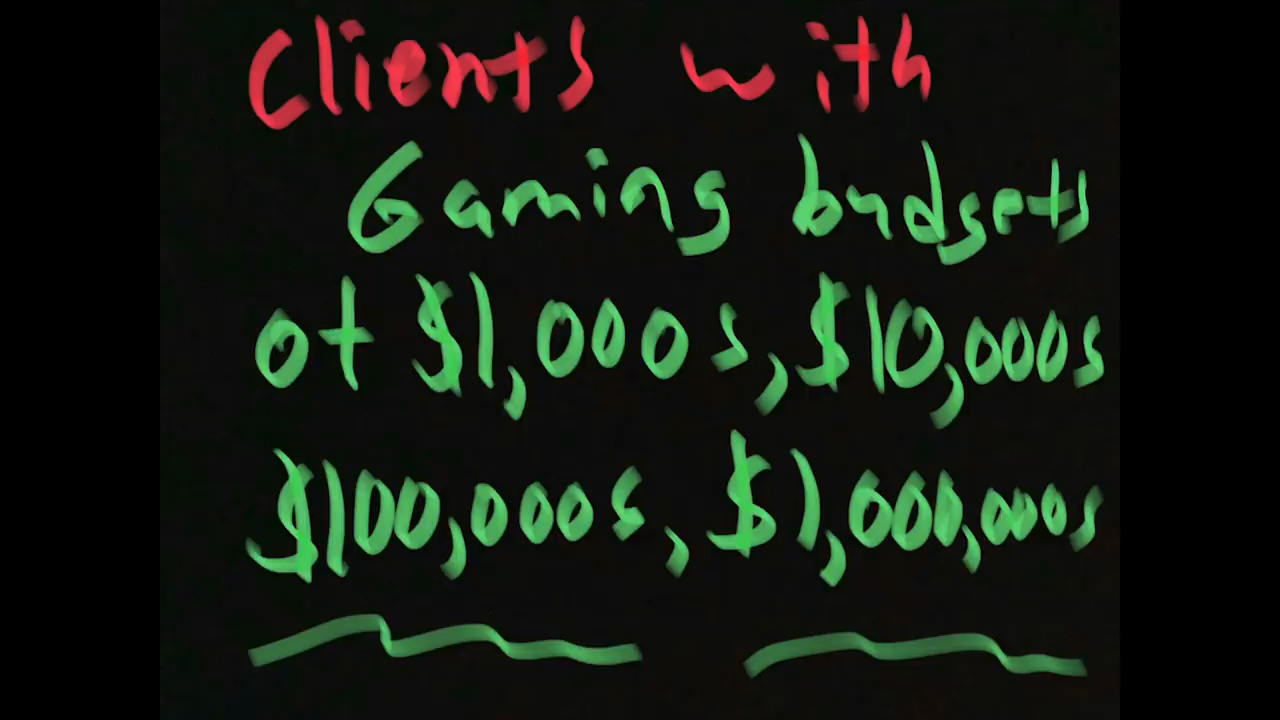 Clients with
Gaming budgets
of $1,000s, $10,000s
$100,000s, $1,000,000s